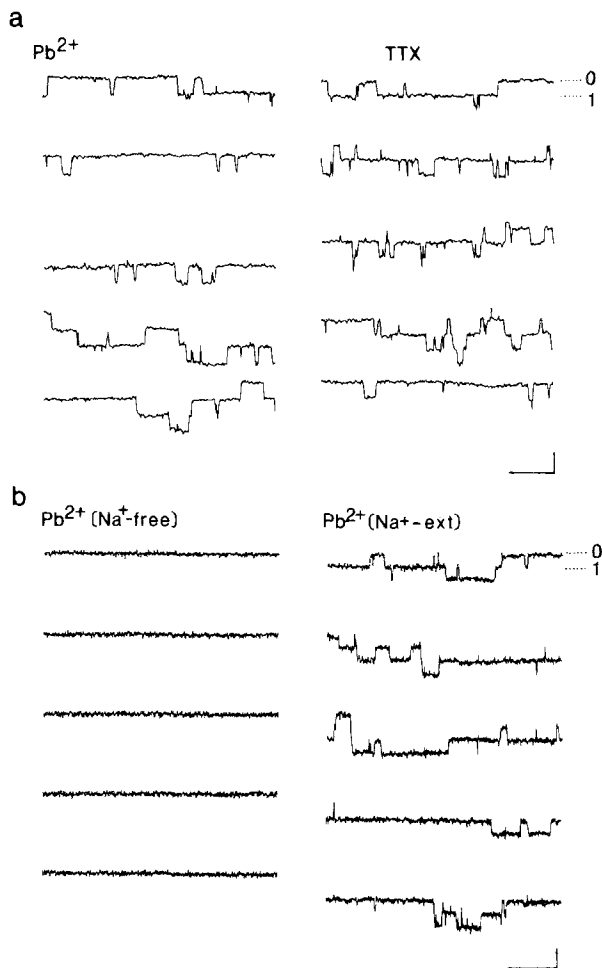 a
Pb2+
TTX
0
1
b
Pb2+ (Na+-free)
Pb2+ (Na+-ext)
0
1